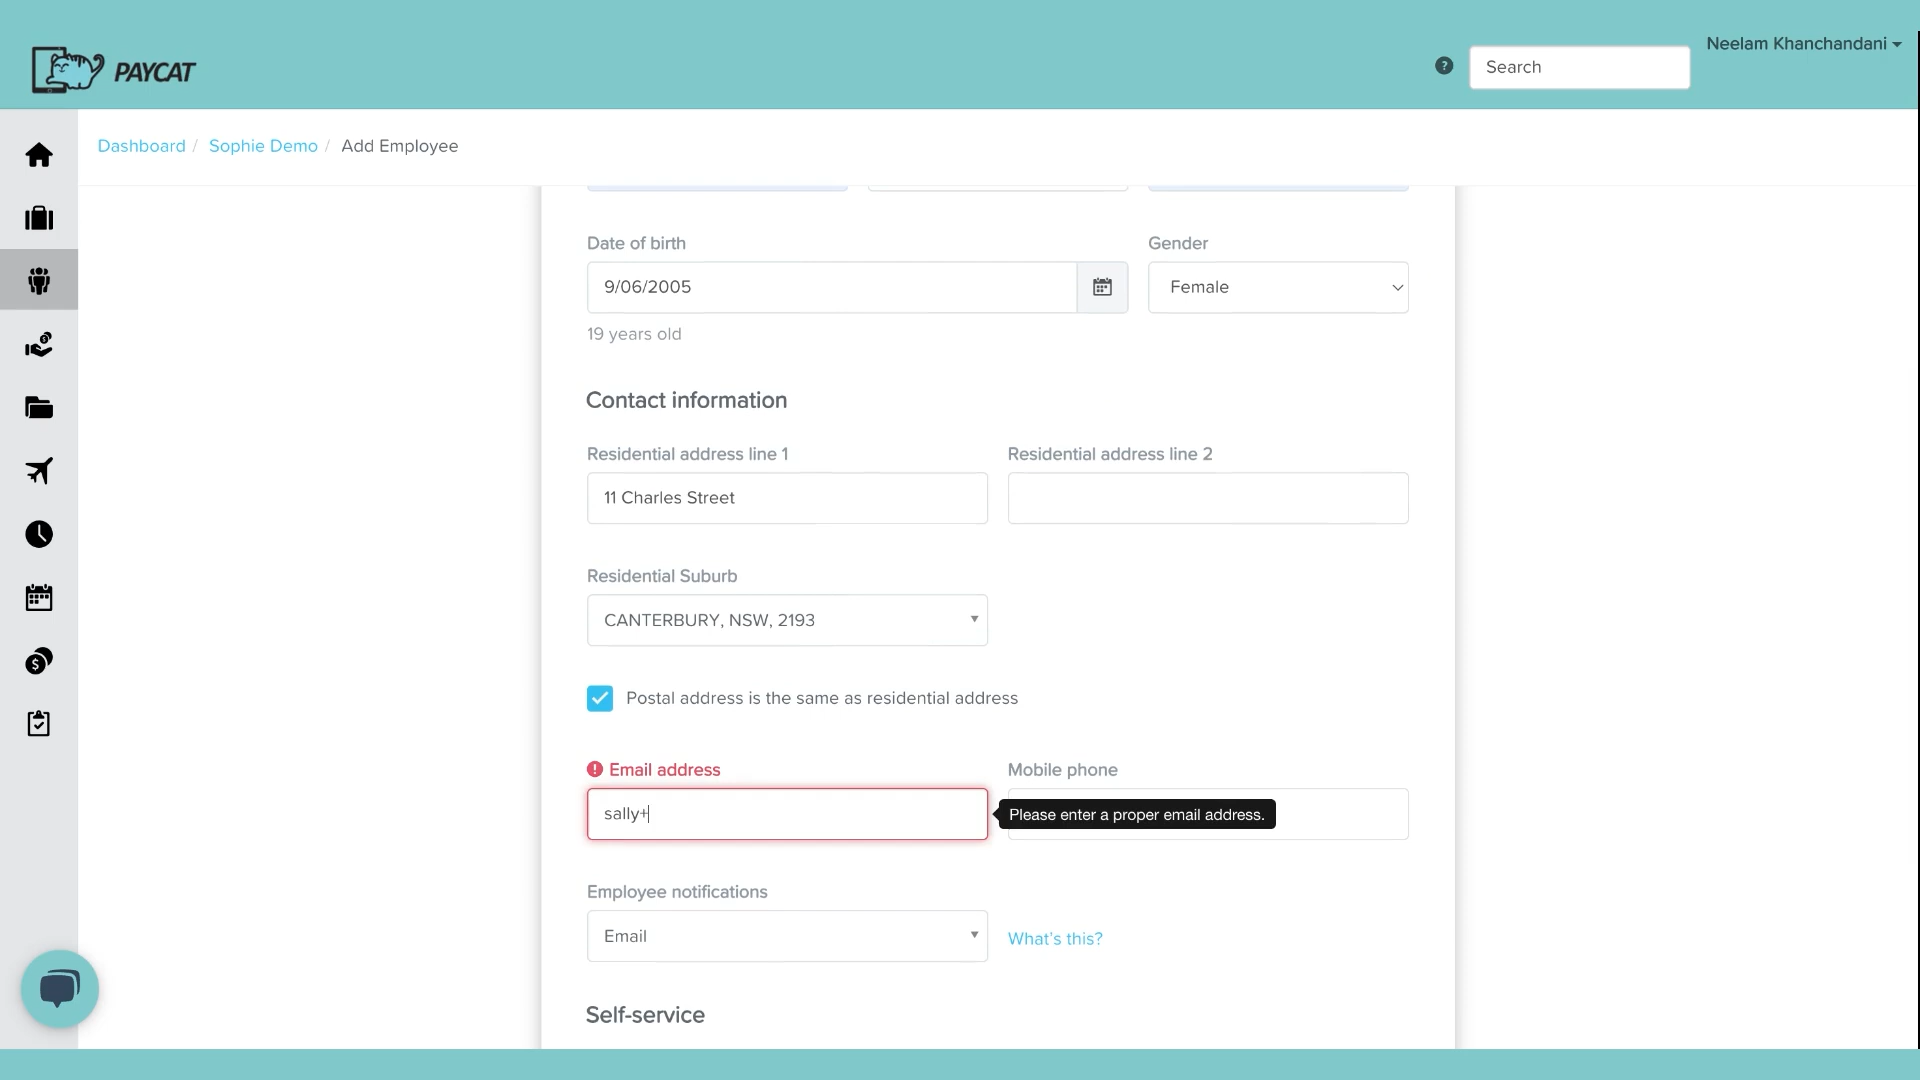 PAYCAT
?
Search
Neelam Khanchandani
Dashboard / Sophie Demo / Add Employee
Date of birth
Gender
9/06/2005
Female
19 years old
Contact information
Residential address line 1
Residential address line 2
11 Charles Street
Residential Suburb
CANTERBURY, NSW, 2193
Postal address is the same as residential address
Email address
Mobile phone
sally+
Please enter a proper email address.
Employee notifications
Email
What's this?
Self-service